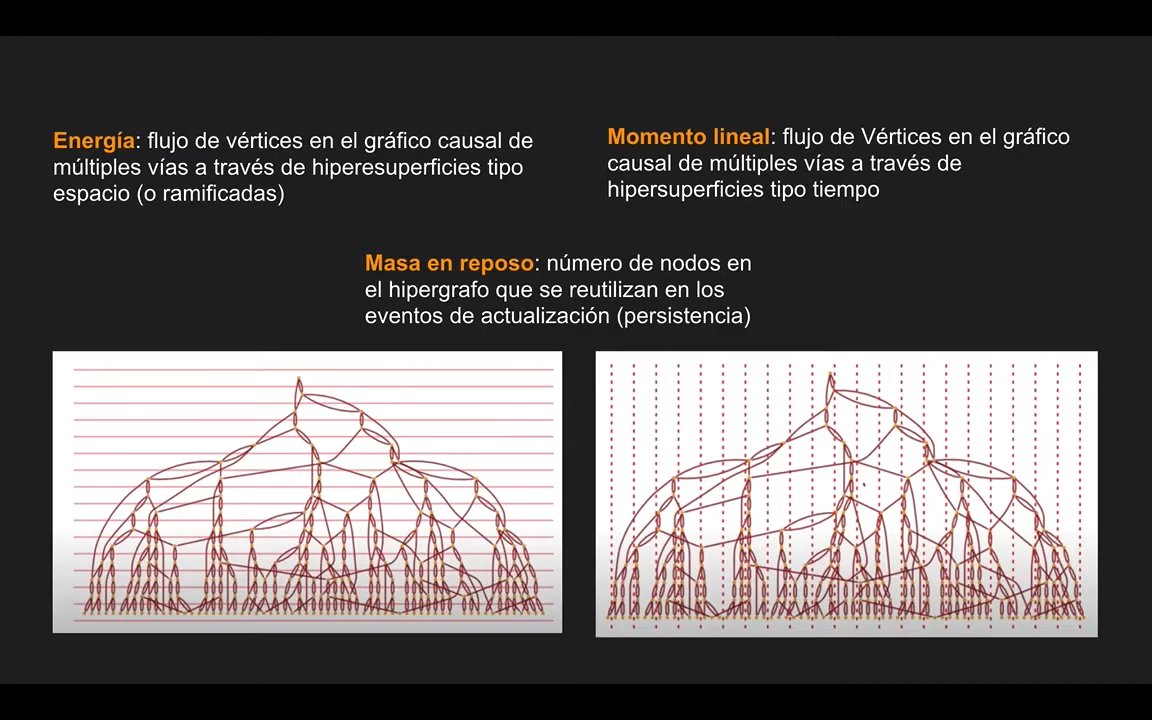 Energía: flujo de vértices en el gráfico causal de
múltiples vías a través de hiperesuperficies tipo
espacio (o ramificadas)
Momento lineal: flujo de Vértices en el gráfico
causal de múltiples vías a través de
hipersuperficies tipo tiempo
Masa en reposo: número de nodos en
el hipergrafo que se reutilizan en los
eventos de actualización (persistencia)